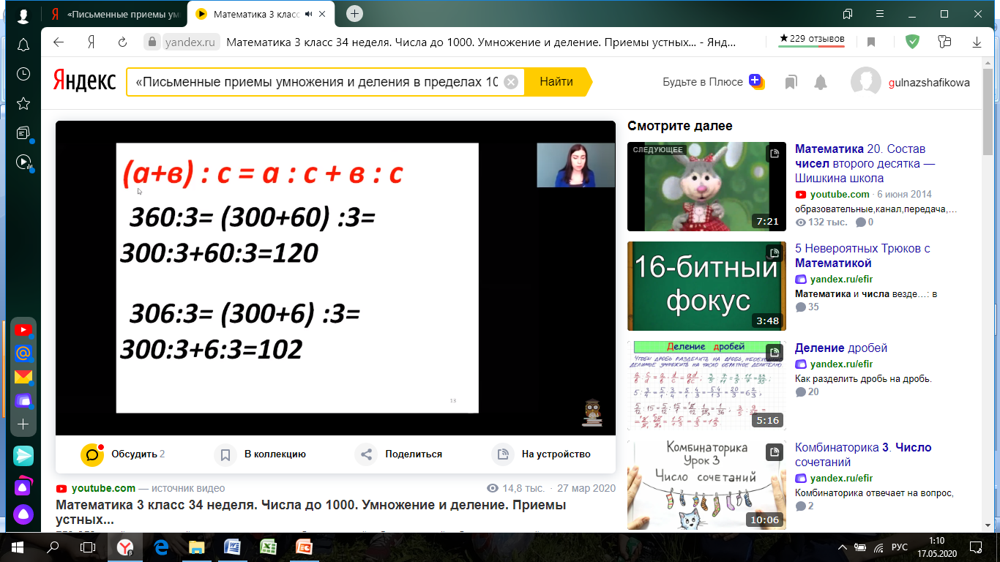 «Письменные приемы ум
Математика 3 класс
yandex.ru
Математика 3 класс 34 неделя. Числа до 1000. Умножение и деление. Приемы устных... - Янд...
★229 отзывов
Яндекс
«Письменные приемы умножения и деления в пределах 10
Найти
Будьте в Плюсе
gulnazshafikowa
(а+в) : с = а : с + в : с
360:3= (300+60) :3=
300:3+60:3=120
306:3= (300+6) :3=
300:3+6:3=102
13
Обсудить 2
В коллекцию
Поделиться
На устройство
youtube.com — источник видео
14,8 тыс. · 27 мар 2020
Математика 3 класс 34 неделя. Числа до 1000. Умножение и деление. Приемы
устных...
Смотрите далее
СЛЕДУЮЩЕЕ
7:21
Математика 20. Состав
чисел второго десятка —
Шишкина школа
youtube.com · 6 июня 2014
образовательные,канал,передача,...
132 тыс. 0
16-битный
фокус
3:48
5 Невероятных Трюков с
Математикой
yandex.ru/efir
Математика и числа везде...: в
35
Деление дробей
5:16
Деление дробей
yandex.ru/efir
Как разделить дробь на дробь.
20
Комбинаторика
Урок 3
Число сочетаний
10:06
Комбинаторика 3. Число
сочетаний
yandex.ru/efir
Комбинаторика отвечает на вопрос,
2
РУС
1:10
17.05.2020